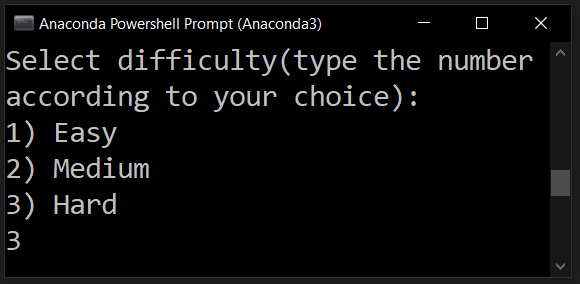 Anaconda Powershell Prompt (Anaconda3)
Select difficulty(type the number
according to your choice):
1) Easy
2) Medium
3) Hard
3